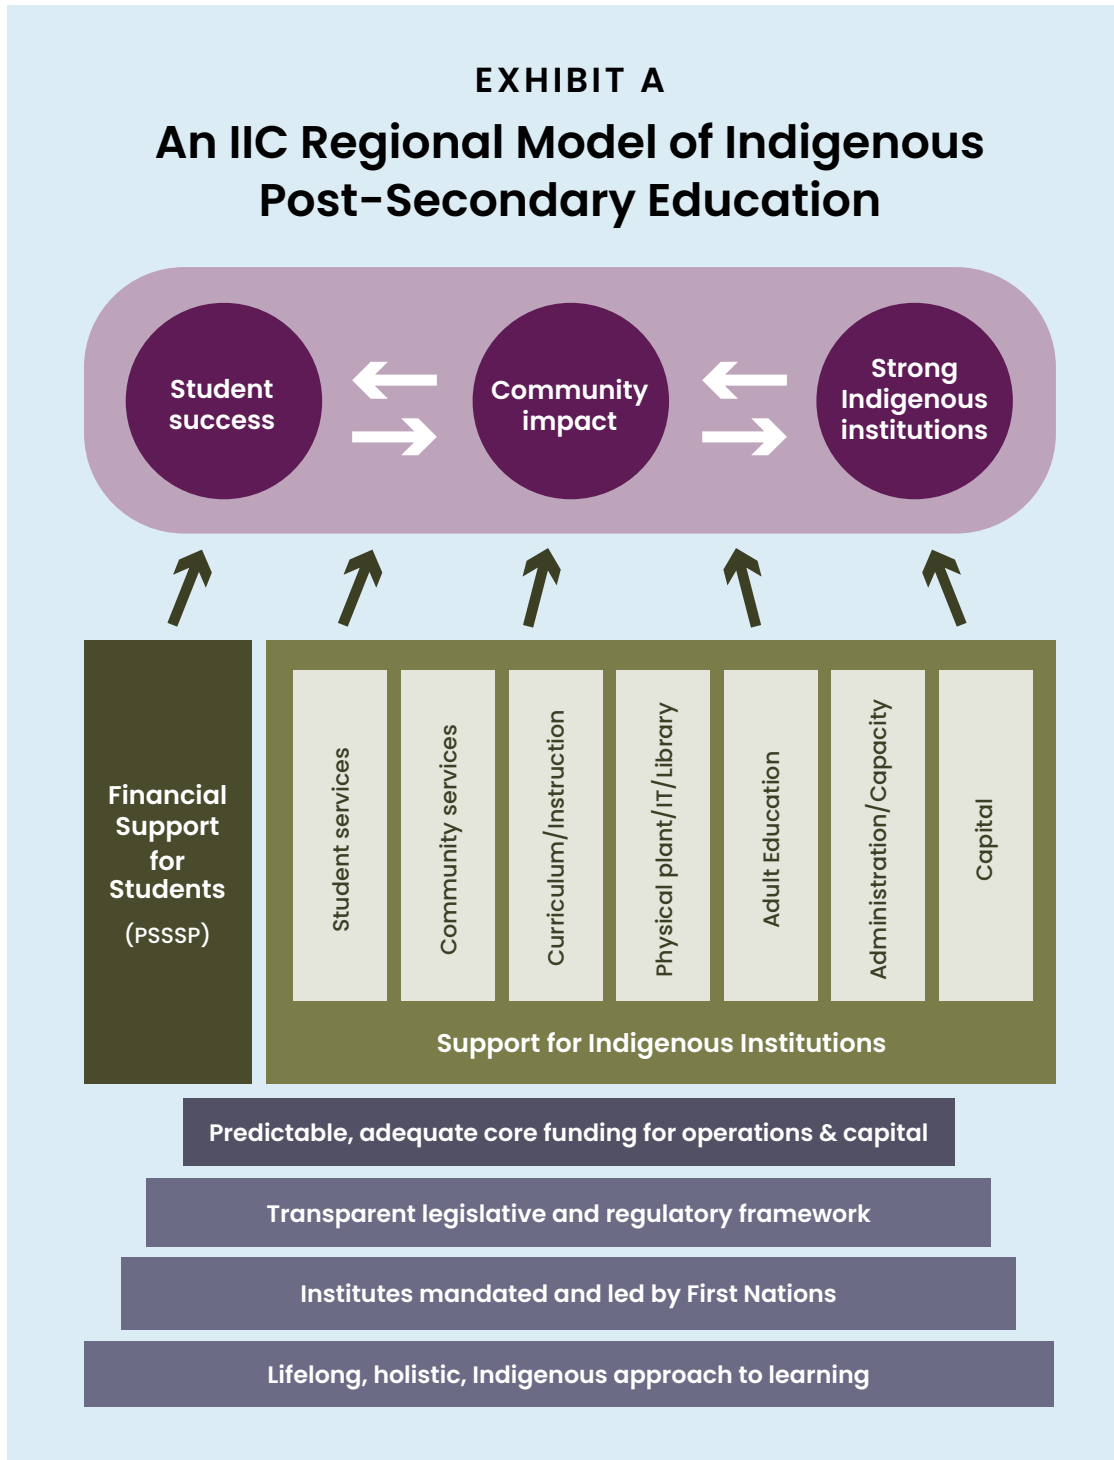 EXHIBIT A
An IIC Regional Model of Indigenous
Post-Secondary Education
Student
success
Community
impact
Strong
Indigenous
institutions
Financial
Support
for
Students
(PSSSP)
Student services
Community services
Curriculum/Instruction
Physical plant/IT/Library
Adult Education
Administration/Capacity
Capital
Support for Indigenous Institutions
Predictable, adequate core funding for operations & capital
Transparent legislative and regulatory framework
Institutes mandated and led by First Nations
Lifelong, holistic, Indigenous approach to learning